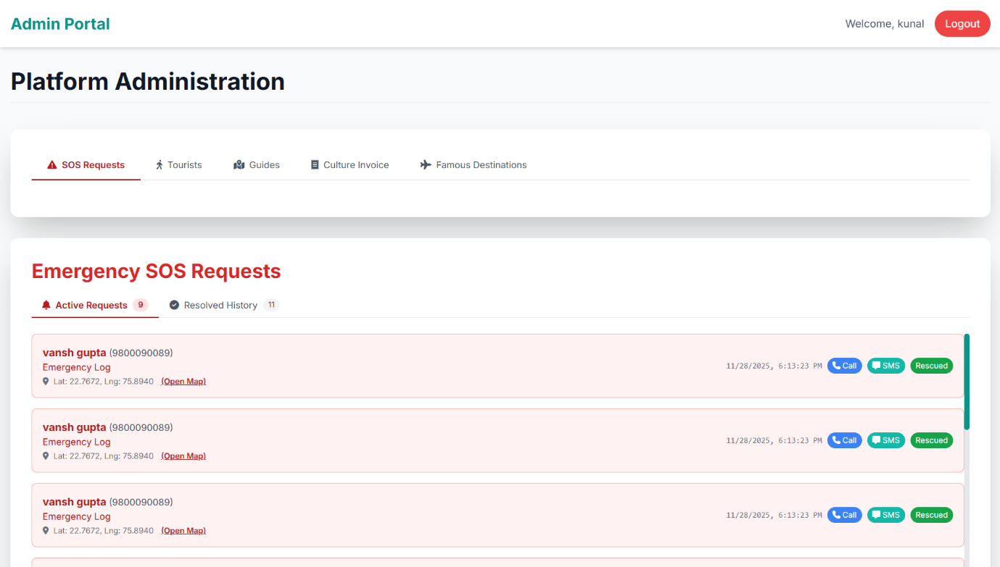 Admin Portal
Welcome, kunal
Logout
Platform Administration
SOS Requests
Tourists
Guides
Culture Invoice
Famous Destinations
Emergency SOS Requests
Active Requests 9
Resolved History 11
vansh gupta (9800090089)
Emergency Log
Lat: 22.7672, Lng: 75.8940 (Open Map)
11/28/2025, 6:13:23 PM
Call
SMS
Rescued
vansh gupta (9800090089)
Emergency Log
Lat: 22.7672, Lng: 75.8940 (Open Map)
11/28/2025, 6:13:23 PM
Call
SMS
Rescued
vansh gupta (9800090089)
Emergency Log
Lat: 22.7672, Lng: 75.8940 (Open Map)
11/28/2025, 6:13:23 PM
Call
SMS
Rescued